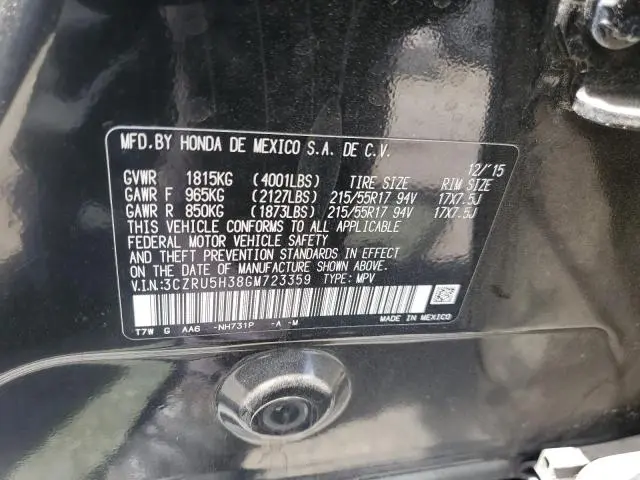 MFD.BY HONDA DE MEXICO S.A. DE C.V.
12/'15
GVWR 1815KG (4001LBS) TIRE SIZE RIM SIZE
GAWR F 965KG (2127LBS) 215/55R17 94V 17X7.5J
GAWR R 850KG (1873LBS) 215/55R17 94V 17X7.5J
THIS VEHICLE CONFORMS TO ALL APPLICABLE
FEDERAL MOTOR VEHICLE SAFETY
AND THEFT PREVENTION STANDARDS IN EFFECT
ON THE DATE OF MANUFACTURE SHOWN ABOVE.
V.I.N:3CZRU5H38GM723359 TYPE: MPV
T7W G AA6 -NH731P -A -M MADE IN MEXICO